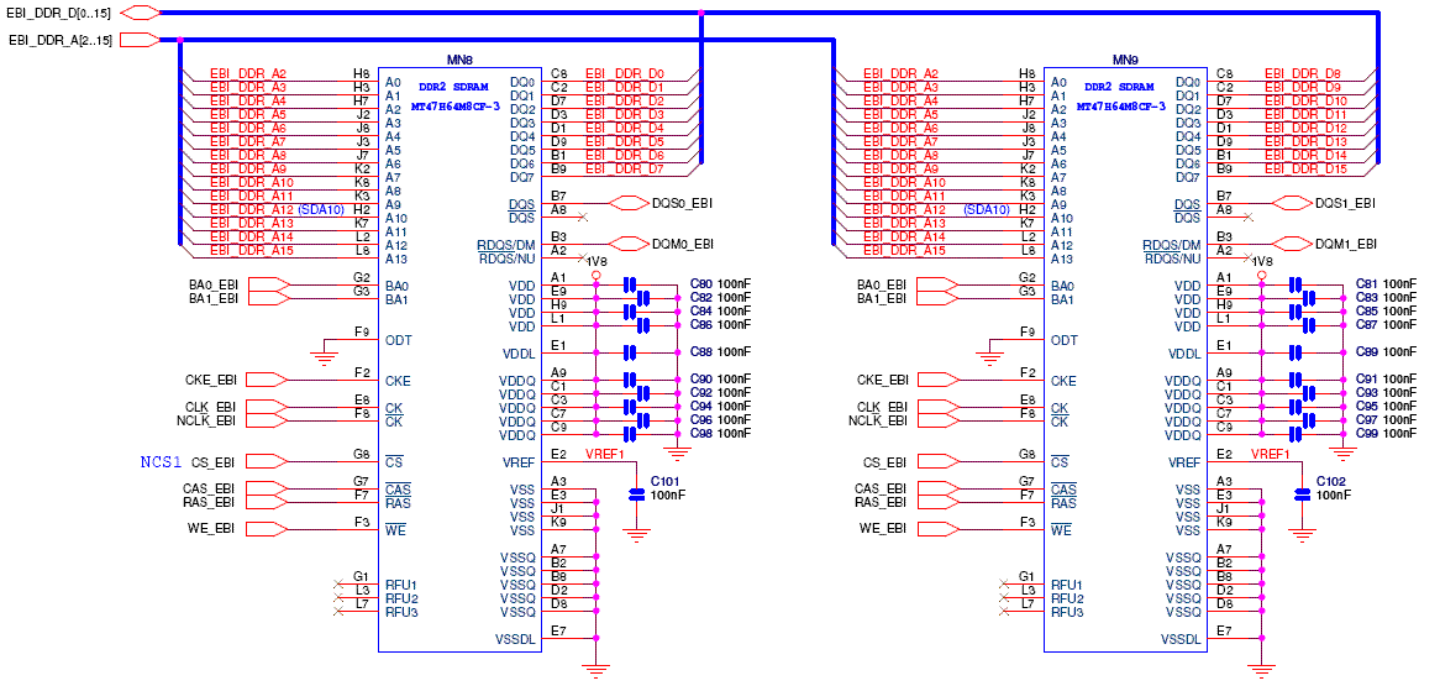 EBI_DDR_D[0..15]
EBI_DDR_A[2..15]
MN8
DDR2 SDRAM
MT47H64M8CF-3
EBI_DDR_A2 H8 A0
EBI_DDR_A3 H3 A1
EBI_DDR_A4 H7 A2
EBI_DDR_A5 J2 A3
EBI_DDR_A6 J8 A4
EBI_DDR_A7 J3 A5
EBI_DDR_A8 J7 A6
EBI_DDR_A9 K2 A7
EBI_DDR_A10 K8 A8
EBI_DDR_A11 K3 A9
EBI_DDR_A12 (SDA10) H2 A10
EBI_DDR_A13 K7 A11
EBI_DDR_A14 L2 A12
EBI_DDR_A15 L8 A13
BA0_EBI G2 BA0
BA1_EBI G3 BA1
F9 ODT
CKE_EBI F2 CKE
CLK_EBI E8 CK
NCLK_EBI F8 CK
NCS1 CS_EBI G8 CS
CAS_EBI G7 CAS
RAS_EBI F7 RAS
WE_EBI F3 WE
G1 RFU1
L3 RFU2
L7 RFU3
DQ0 C8 EBI_DDR_D0
DQ1 C2 EBI_DDR_D1
DQ2 D7 EBI_DDR_D2
DQ3 D3 EBI_DDR_D3
DQ4 D1 EBI_DDR_D4
DQ5 D9 EBI_DDR_D5
DQ6 B1 EBI_DDR_D6
DQ7 B9 EBI_DDR_D7
DQS B7 DQS0_EBI
DQS A8
RDQS/DM B3 DQM0_EBI
RDQS/NU A2
1V8
VDD A1 C80 100nF
VDD E9 C82 100nF
VDD H9 C84 100nF
VDD L1 C86 100nF
VDDL E1 C88 100nF
VDDQ A9 C90 100nF
VDDQ C1 C92 100nF
VDDQ C3 C94 100nF
VDDQ C7 C96 100nF
VDDQ C9 C98 100nF
VREF E2 VREF1
C101
100nF
VSS A3
VSS E3
VSS J1
VSS K9
VSSQ A7
VSSQ B2
VSSQ B8
VSSQ D2
VSSQ D8
VSSDL E7
MN9
DDR2 SDRAM
MT47H64M8CF-3
EBI_DDR_A2 H8 A0
EBI_DDR_A3 H3 A1
EBI_DDR_A4 H7 A2
EBI_DDR_A5 J2 A3
EBI_DDR_A6 J8 A4
EBI_DDR_A7 J3 A5
EBI_DDR_A8 J7 A6
EBI_DDR_A9 K2 A7
EBI_DDR_A10 K8 A8
EBI_DDR_A11 K3 A9
EBI_DDR_A12 (SDA10) H2 A10
EBI_DDR_A13 K7 A11
EBI_DDR_A14 L2 A12
EBI_DDR_A15 L8 A13
BA0_EBI G2 BA0
BA1_EBI G3 BA1
F9 ODT
CKE_EBI F2 CKE
CLK_EBI E8 CK
NCLK_EBI F8 CK
CS_EBI G8 CS
CAS_EBI G7 CAS
RAS_EBI F7 RAS
WE_EBI F3 WE
G1 RFU1
L3 RFU2
L7 RFU3
DQ0 C8 EBI_DDR_D8
DQ1 C2 EBI_DDR_D9
DQ2 D7 EBI_DDR_D10
DQ3 D3 EBI_DDR_D11
DQ4 D1 EBI_DDR_D12
DQ5 D9 EBI_DDR_D13
DQ6 B1 EBI_DDR_D14
DQ7 B9 EBI_DDR_D15
DQS B7 DQS1_EBI
DQS A8
RDQS/DM B3 DQM1_EBI
RDQS/NU A2
1V8
VDD A1 C81 100nF
VDD E9 C83 100nF
VDD H9 C85 100nF
VDD L1 C87 100nF
VDDL E1 C89 100nF
VDDQ A9 C91 100nF
VDDQ C1 C93 100nF
VDDQ C3 C95 100nF
VDDQ C7 C97 100nF
VDDQ C9 C99 100nF
VREF E2 VREF1
C102
100nF
VSS A3
VSS E3
VSS J1
VSS K9
VSSQ A7
VSSQ B2
VSSQ B8
VSSQ D2
VSSQ D8
VSSDL E7